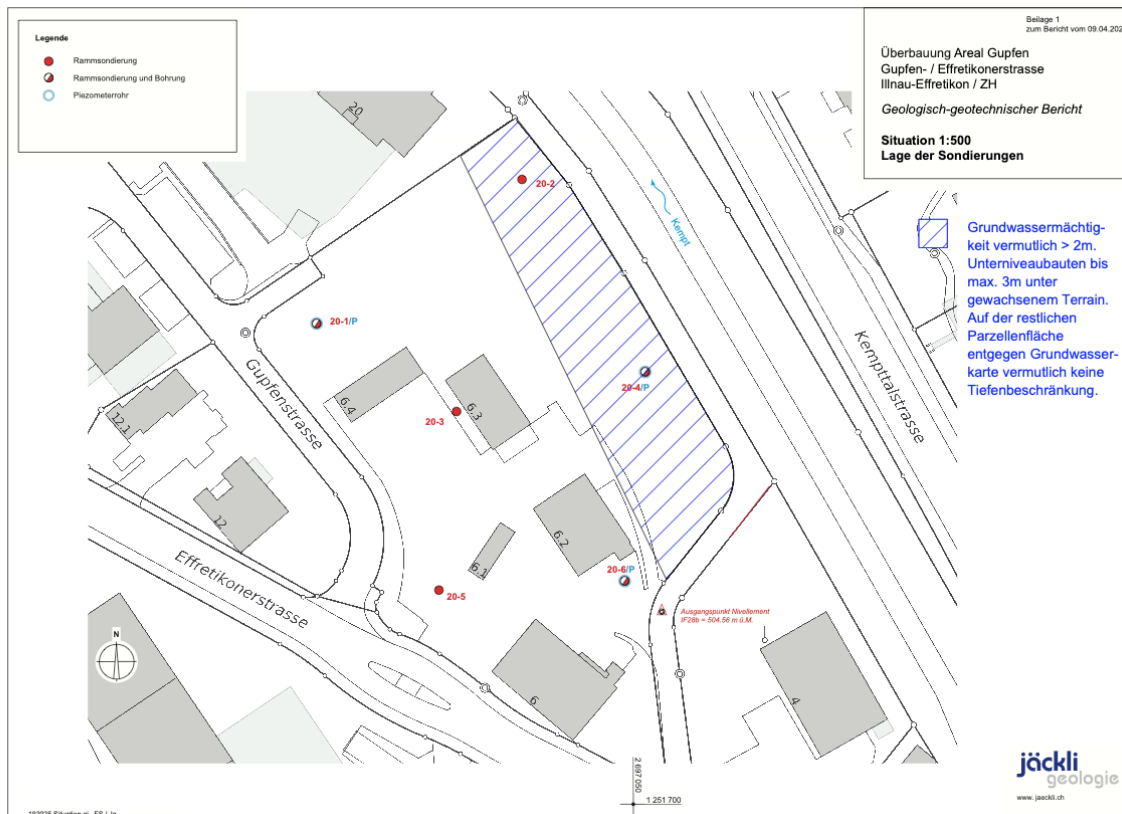 Beilage 1
zum Bericht vom 09.04.202
Überbauung Areal Gupfen
Gupfen- / Effretikonerstrasse
Illnau-Effretikon / ZH
Geologisch-geotechnischer Bericht
Situation 1:500
Lage der Sondierungen
Legende
Rammsondierung
Rammsondierung und Bohrung
Piezometerrohr
20
20-2
Kempt
Grundwassermächtig-
keit vermutlich > 2m.
Unterniveaubauten bis
max. 3m unter
gewachsenem Terrain.
Auf der restlichen
Parzellenfläche
entgegen Grundwasser-
karte vermutlich keine
Tiefenbeschränkung.
20-1/P
Gupfenstrasse
Kempttalstrasse
20-4/P
6.4
6.3
20-3
12.1
12
6.2
6.1
Effretikonerstrasse
20-6/P
20-5
Ausgangspunkt Nivellement
IF28b = 504.56 m ü.M.
N
6
4
2 697 050
1 251 700
jäckli
geologie
www.jaeckli.ch